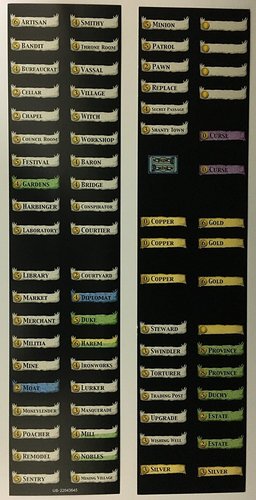 6 ARTISAN
4 SMITHY
5 BANDIT
4 THRONE ROOM
4 BUREAUCRAT
3 VASSAL
2 CELLAR
3 VILLAGE
2 CHAPEL
5 WITCH
5 COUNCIL ROOM
3 WORKSHOP
5 FESTIVAL
4 BARON
4 GARDENS
4 BRIDGE
3 HARBINGER
4 CONSPIRATOR
5 LABORATORY
5 COURTIER
5 LIBRARY
2 COURTYARD
5 MARKET
4 DIPLOMAT
3 MERCHANT
5 DUKE
4 MILITIA
6 HAREM
5 MINE
4 IRONWORKS
2 MOAT
2 LURKER
4 MONEYLENDER
3 MASQUERADE
4 POACHER
4 MILL
4 REMODEL
6 NOBLES
5 SENTRY
4 MINING VILLAGE
5 MINION
5 PATROL
2 PAWN
5 REPLACE
4 SECRET PASSAGE
3 SHANTY TOWN
0 CURSE
0 CURSE
0 COPPER
6 GOLD
0 COPPER
6 GOLD
0 COPPER
6 GOLD
3 STEWARD
5 SWINDLER
8 PROVINCE
5 TORTURER
8 PROVINCE
5 TRADING POST
5 DUCHY
5 UPGRADE
2 ESTATE
3 WISHING WELL
2 ESTATE
3 SILVER
3 SILVER